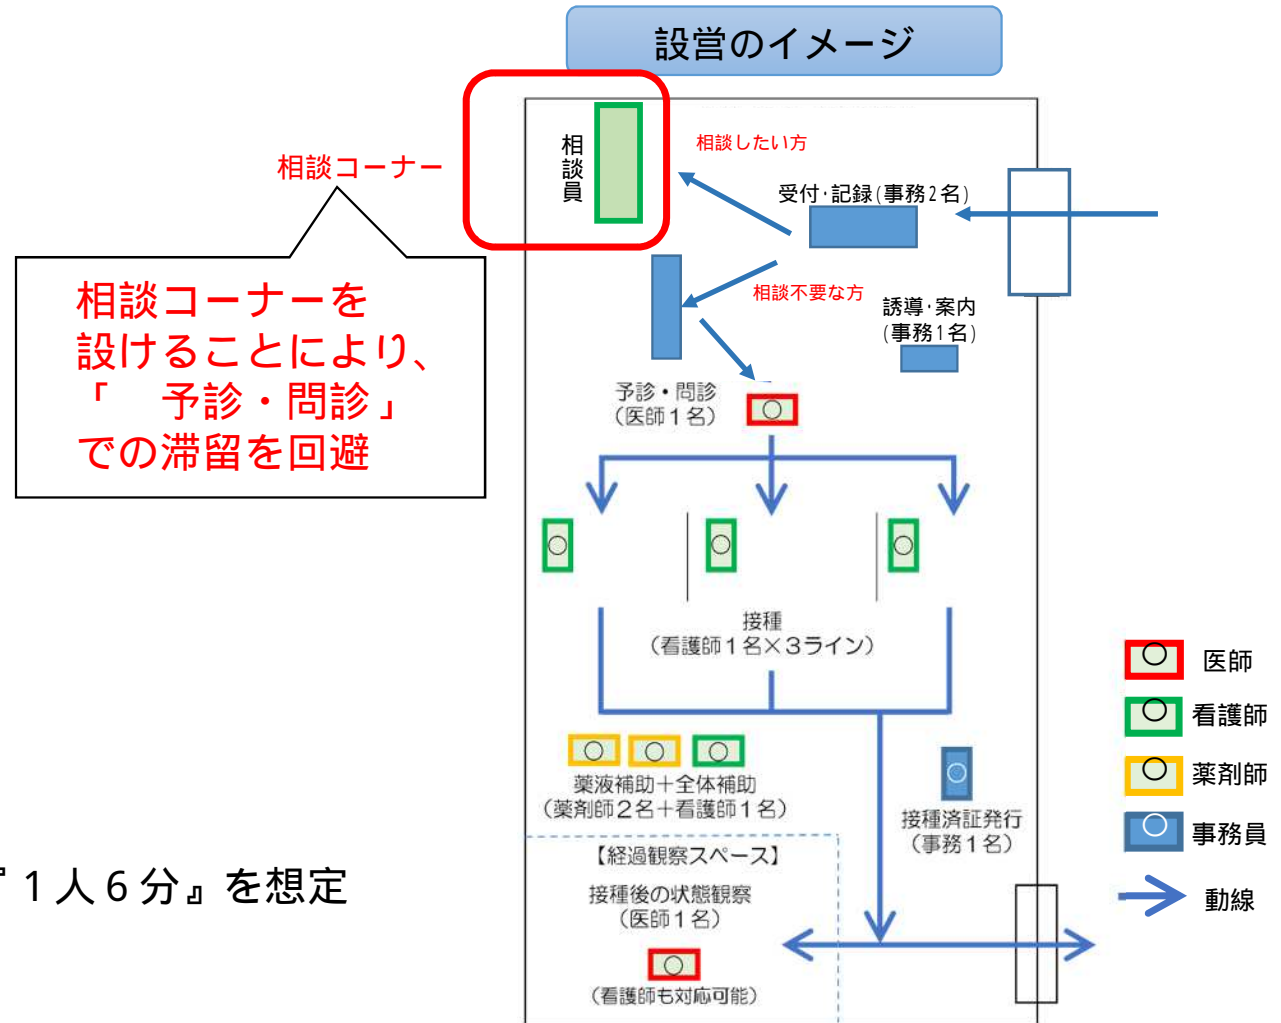 設営のイメージ
相談コーナー
相談員
相談したい方
受付・記録(事務2名)
相談不要な方
誘導・案内
(事務1名)
相談コーナーを
設けることにより、
「　予診・問診」
での滞留を回避
予診・問診
(医師1名)
接種
(看護師1名×3ライン)
薬液補助+全体補助
(薬剤師2名+看護師1名)
接種済証発行
(事務1名)
【経過観察スペース】
接種後の状態観察
(医師1名)
(看護師も対応可能)
『1人6分』を想定
医師
看護師
薬剤師
事務員
動線